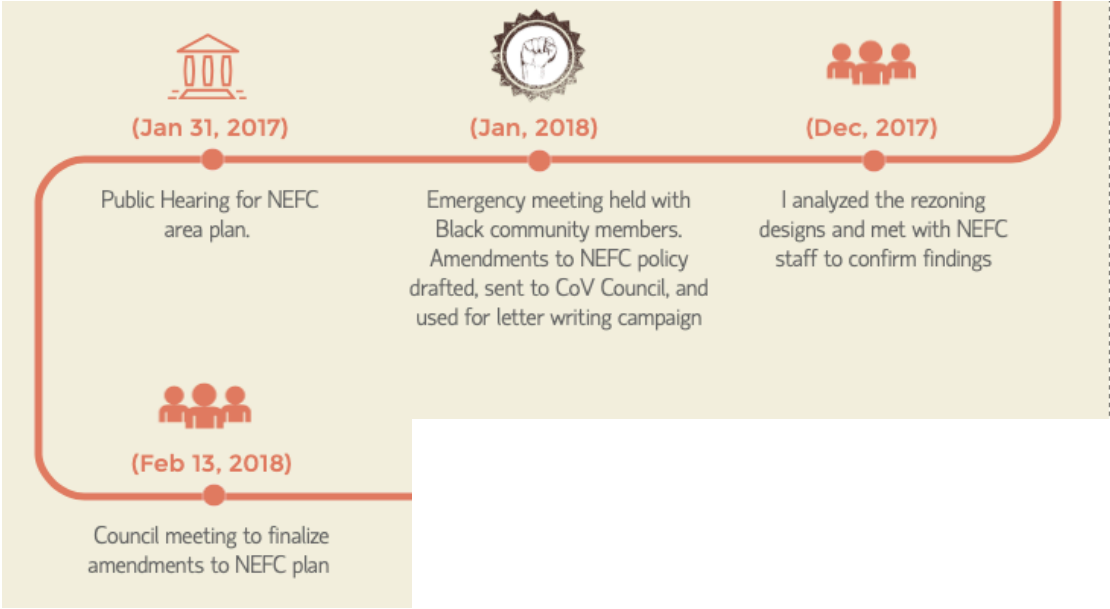 (Jan 31, 2017)
Public Hearing for NEFC
area plan.
(Jan, 2018)
Emergency meeting held with
Black community members.
Amendments to NEFC policy
drafted, sent to CoV Council, and
used for letter writing campaign
(Dec, 2017)
I analyzed the rezoning
designs and met with NEFC
staff to confirm findings
(Feb 13, 2018)
Council meeting to finalize
amendments to NEFC plan